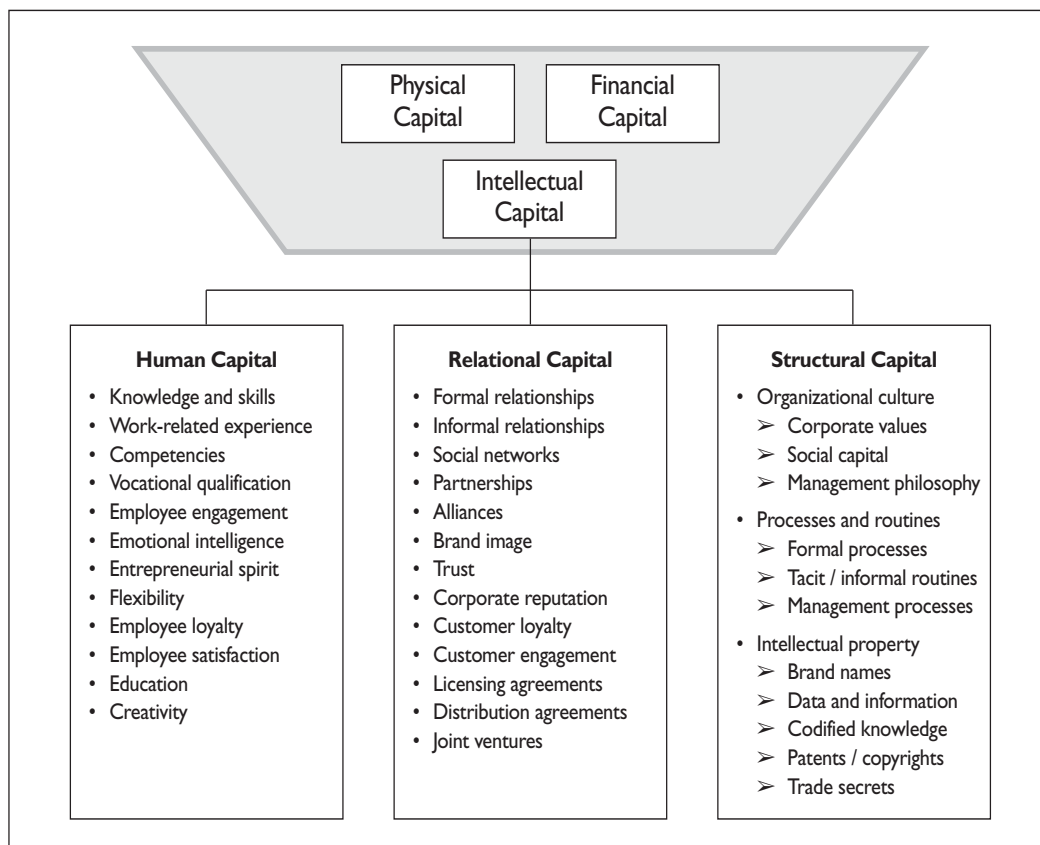 Physical
Capital
Financial
Capital
Intellectual
Capital
Human Capital
• Knowledge and skills
• Work-related experience
• Competencies
• Vocational qualification
• Employee engagement
• Emotional intelligence
• Entrepreneurial spirit
• Flexibility
• Employee loyalty
• Employee satisfaction
• Education
• Creativity
Relational Capital
• Formal relationships
• Informal relationships
• Social networks
• Partnerships
• Alliances
• Brand image
• Trust
• Corporate reputation
• Customer loyalty
• Customer engagement
• Licensing agreements
• Distribution agreements
• Joint ventures
Structural Capital
• Organizational culture
➢ Corporate values
➢ Social capital
➢ Management philosophy
• Processes and routines
➢ Formal processes
➢ Tacit / informal routines
➢ Management processes
• Intellectual property
➢ Brand names
➢ Data and information
➢ Codified knowledge
➢ Patents / copyrights
➢ Trade secrets